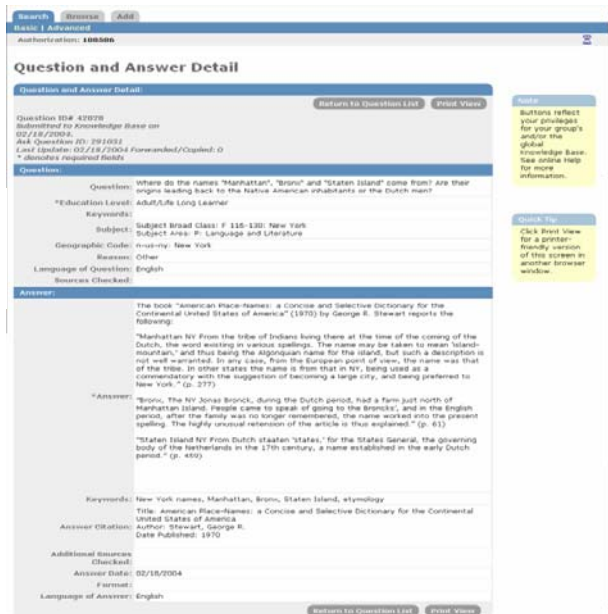 Search Browse Add
Basic | Advanced
Authorization: 100506
Question and Answer Detail
Question and Answer Detail:
Return to Question List Print View
Question ID# 42028
Submitted to Knowledge Base on
02/18/2004.
Ask Question ID: 291031
Last Update: 02/18/2004 Forwarded/Copied: 0
* denotes required fields
Question:
Question: Where do the names "Manhattan", "Bronx" and "Staten Island" come from? Are their
origins leading back to the Native American inhabitants or the Dutch men?
*Education Level: Adult/Life Long Learner
Keywords:
Subject: Subject Broad Class: F 116-130: New York
Subject Area: P: Language and Literature
Geographic Code: n-us-ny: New York
Reason: Other
Language of Question: English
Sources Checked:
Answer:
*Answer: The book "American Place-Names: a Concise and Selective Dictionary for the
Continental United States of America" (1970) by George R. Stewart reports the
following:
"Manhattan NY From the tribe of Indians living there at the time of the coming of the
Dutch, the word existing in various spellings. The name may be taken to mean 'island-
mountain,' and thus being the Algonquian name for the island, but such a description is
not well warranted. In any case, from the European point of view, the name was that
of the tribe. In other states the name is from that in NY, being used as a
commendatory with the suggestion of becoming a large city, and being preferred to
New York." (p. 277)
"Bronx, The NY Jonas Bronck, during the Dutch period, had a farm just north of
Manhattan Island. People came to speak of going to the Broncks', and in the English
period, after the family was no longer remembered, the name worked into the present
spelling. The highly unusual retension of the article is thus explained." (p. 61)
"Staten Island NY From Dutch staaten 'states,' for the States General, the governing
body of the Netherlands in the 17th century, a name established in the early Dutch
period." (p. 459)
Keywords: New York names, Manhattan, Bronx, Staten Island, etymology
Answer Citation: Title: American Place-Names: a Concise and Selective Dictionary for the Continental
United States of America
Author: Stewart, George R.
Date Published: 1970
Additional Sources
Checked:
Answer Date: 02/18/2004
Format:
Language of Answer: English
Return to Question List Print View
Note
Buttons reflect
your privileges
for your group's
and/or the
global
Knowledge Base.
See online Help
for more
information.
Quick Tip
Click Print View
for a printer-
friendly version
of this screen in
another browser
window.